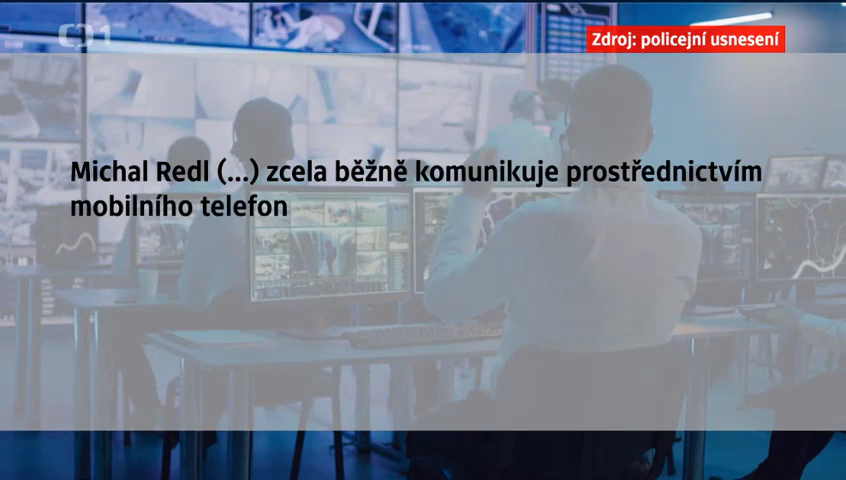 ČT1
Zdroj: policejní usnesení
Michal Redl (...) zcela běžně komunikuje prostřednictvím
mobilního telefon